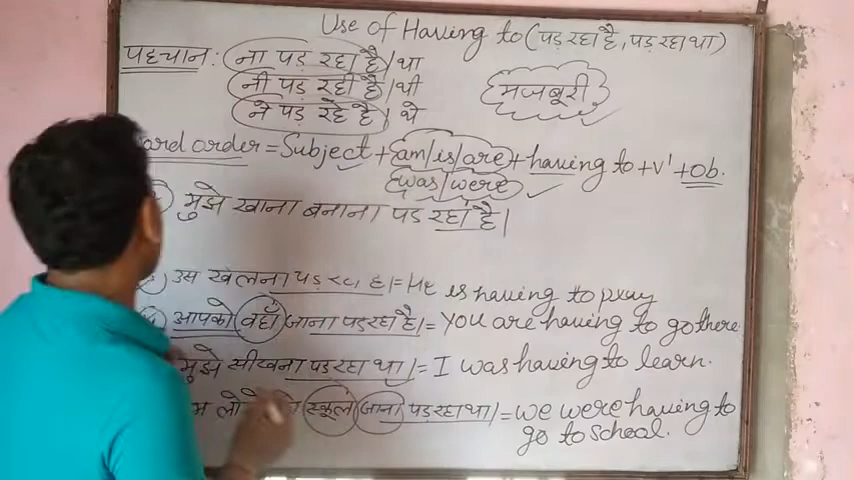 Use of Having to (पड़ रहा है, पड़ रहा था)
पहचान: ना पड़ रहा है / था
नी पड़ रही है / थी
ने पड़ रहे है / थे
मजबूरी
order = Subject + am/is/are + having to + v' + ob.
was/were
मुझे खाना बनाना पड़ रहा है।
उस खेलना पड़ रहा है = He is having to pray
आपको वहाँ जाना पड़ रहा है। = You are having to go there
मुझे सीखना पड़ रहा था। = I was having to learn.
स्कूल जाना पड़ रहा था। = we were having to
go to school.